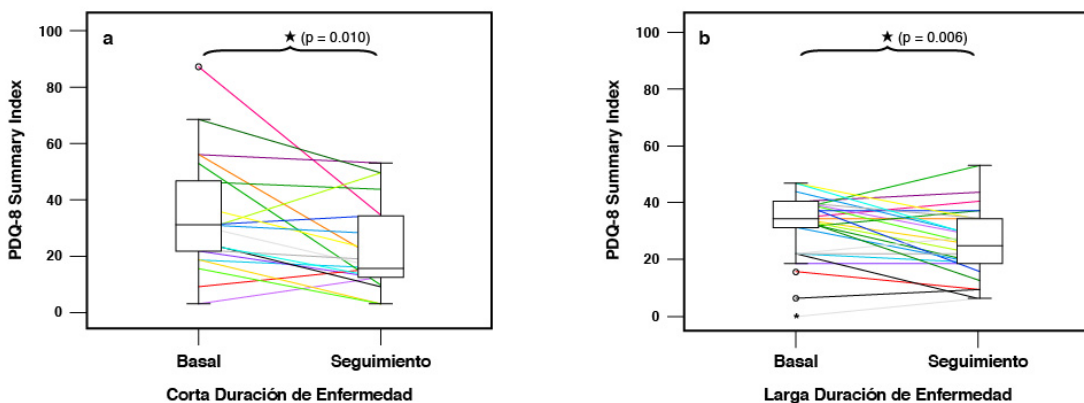 a
★ (p = 0.010)
PDQ-8 Summary Index
100
80
60
40
20
0
Basal
Seguimiento
Corta Duración de Enfermedad
b
★ (p = 0.006)
PDQ-8 Summary Index
100
80
60
40
20
0
Basal
Seguimiento
Larga Duración de Enfermedad